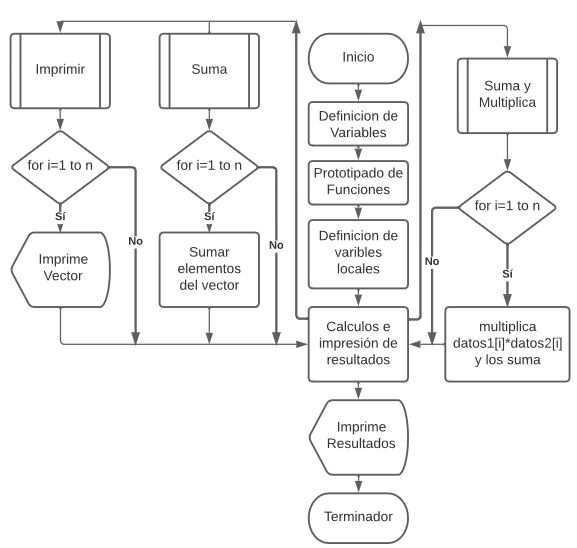 Inicio
Definicion de
Variables
Prototipado de
Funciones
Definicion de
varibles
locales
Calculos e
impresión de
resultados
Imprime
Resultados
Terminador
Imprimir
for i=1 to n
Sí
No
Imprime
Vector
Suma
for i=1 to n
Sí
No
Sumar
elementos
del vector
Suma y
Multiplica
for i=1 to n
No
Sí
multiplica
datos1[i]*datos2[i]
y los suma